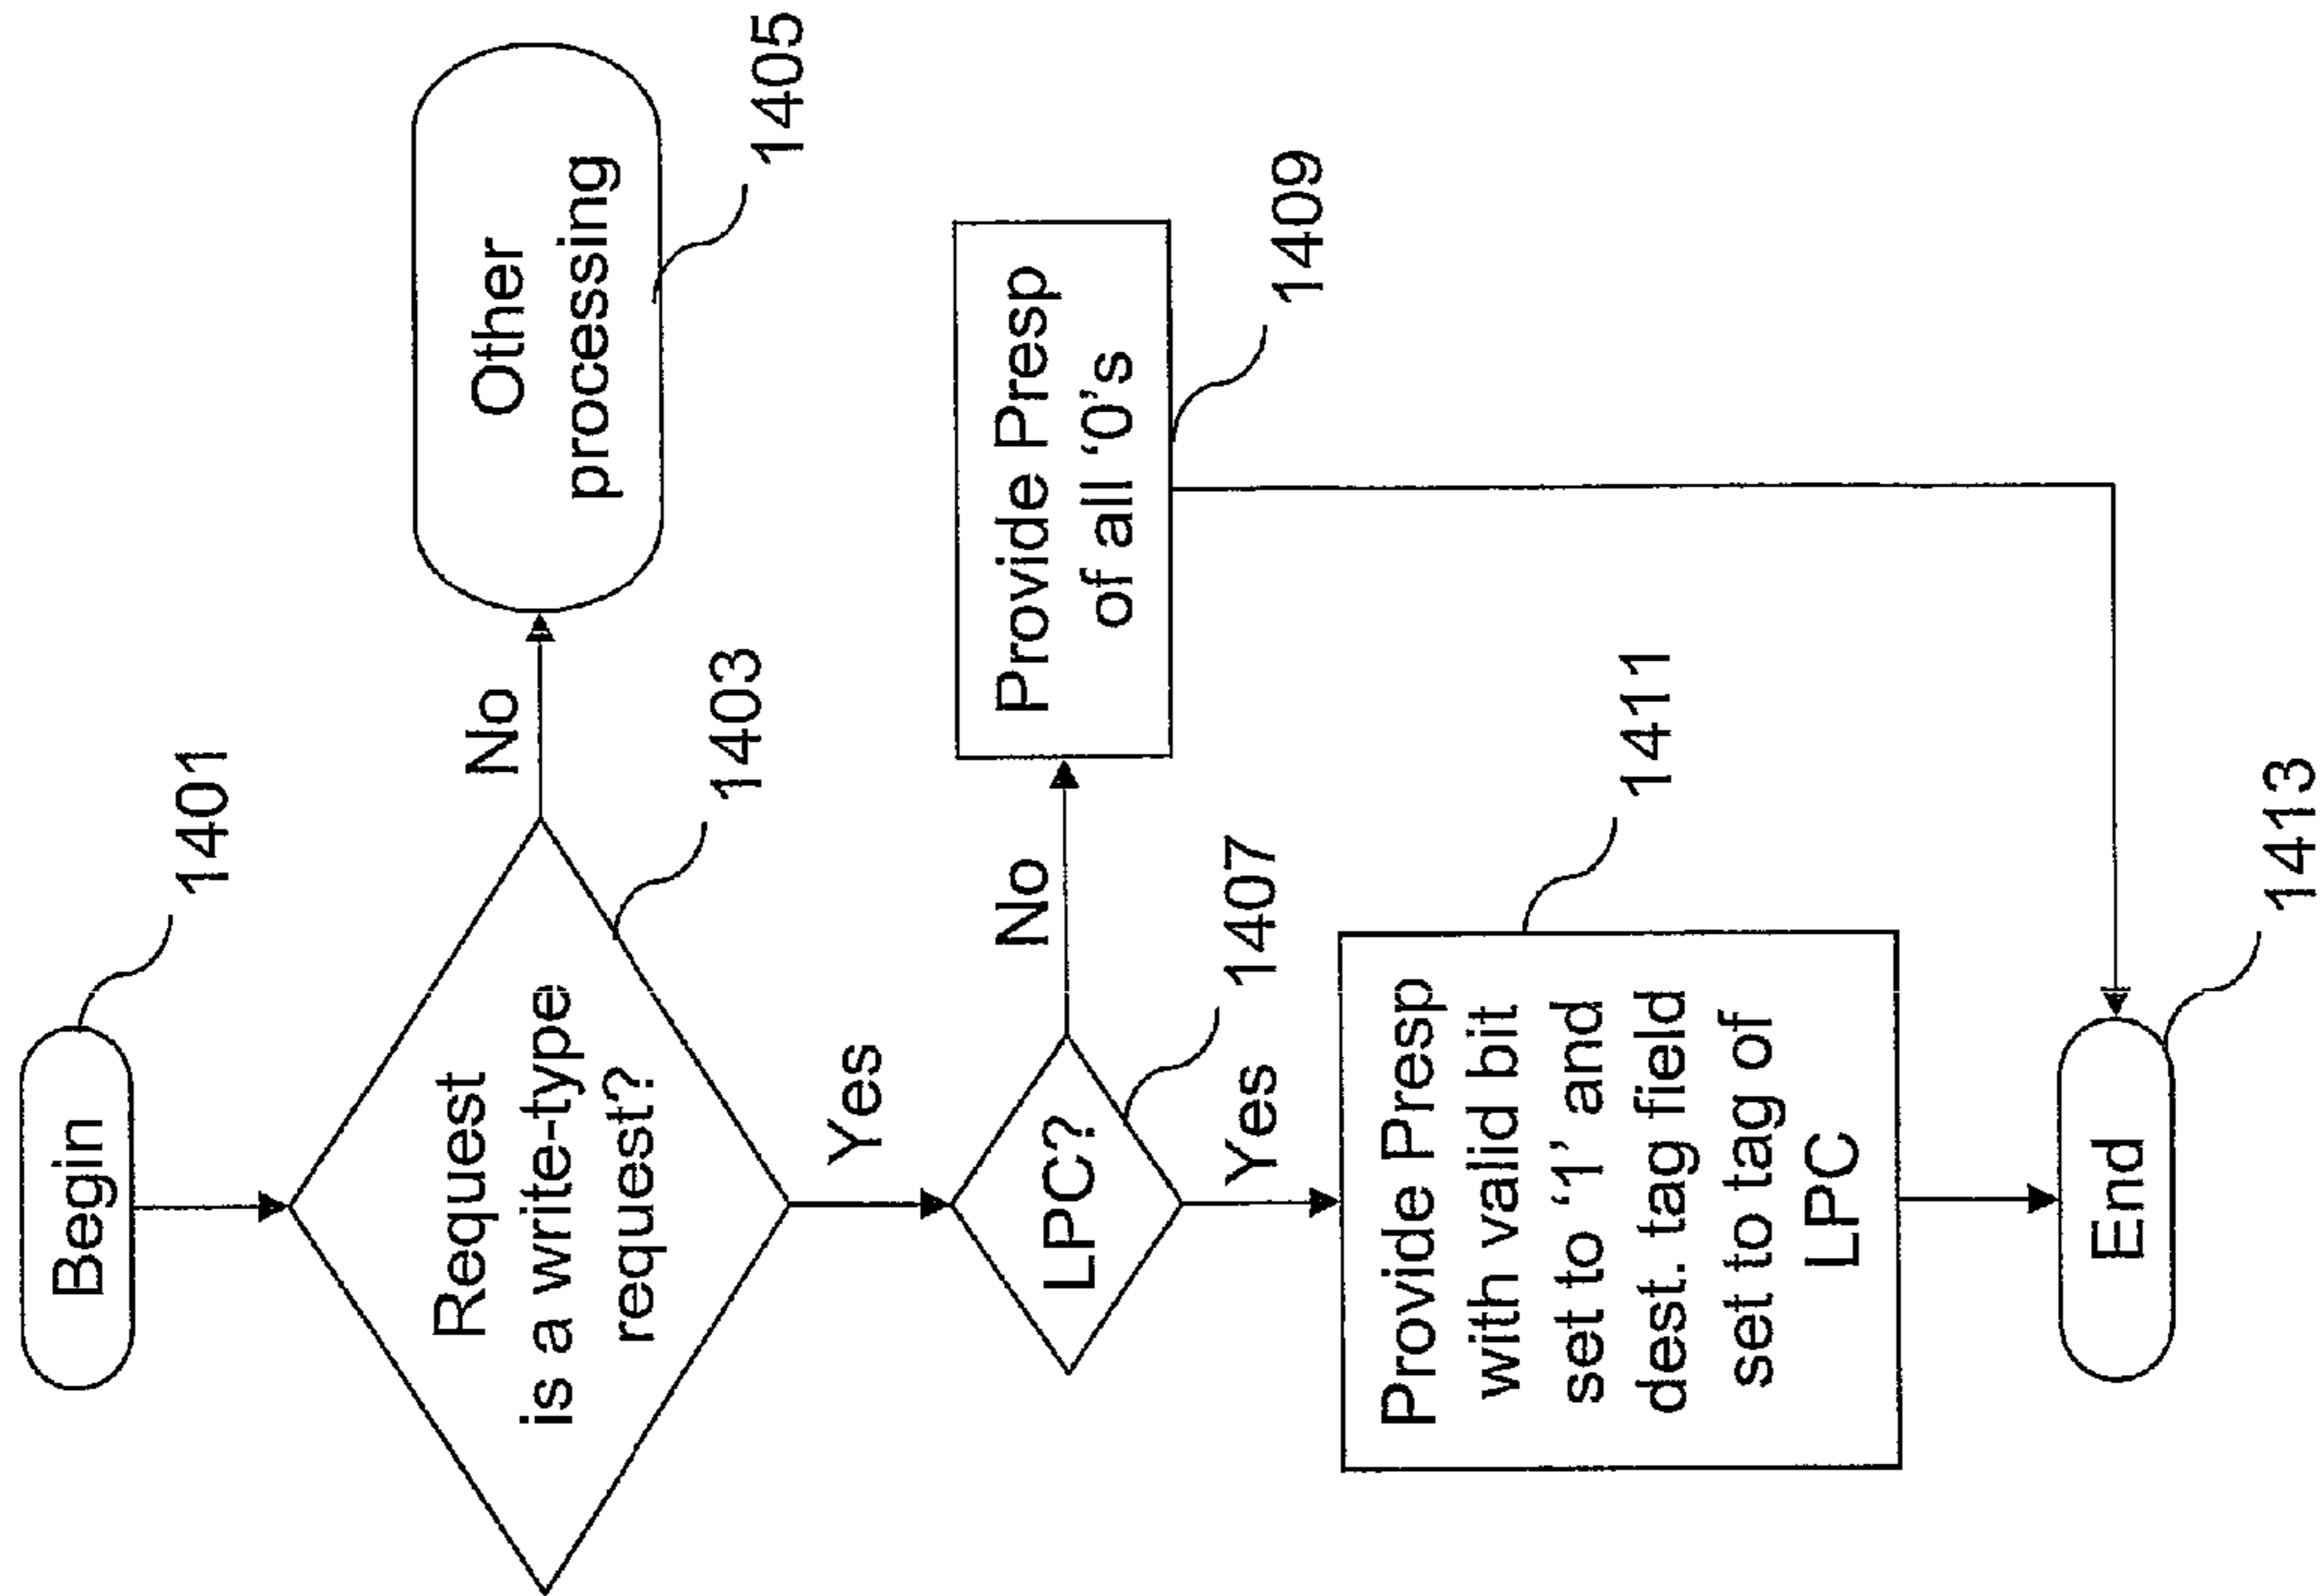 Begin
1401
Request
is a write-type
request?
1403
No
Other
processing
1405
Yes
LPC?
1407
No
Provide Presp
of all ‘0’s
1409
Yes
Provide Presp
with valid bit
set to ‘1’ and
dest. tag field
set to tag of
LPC
1411
End
1413